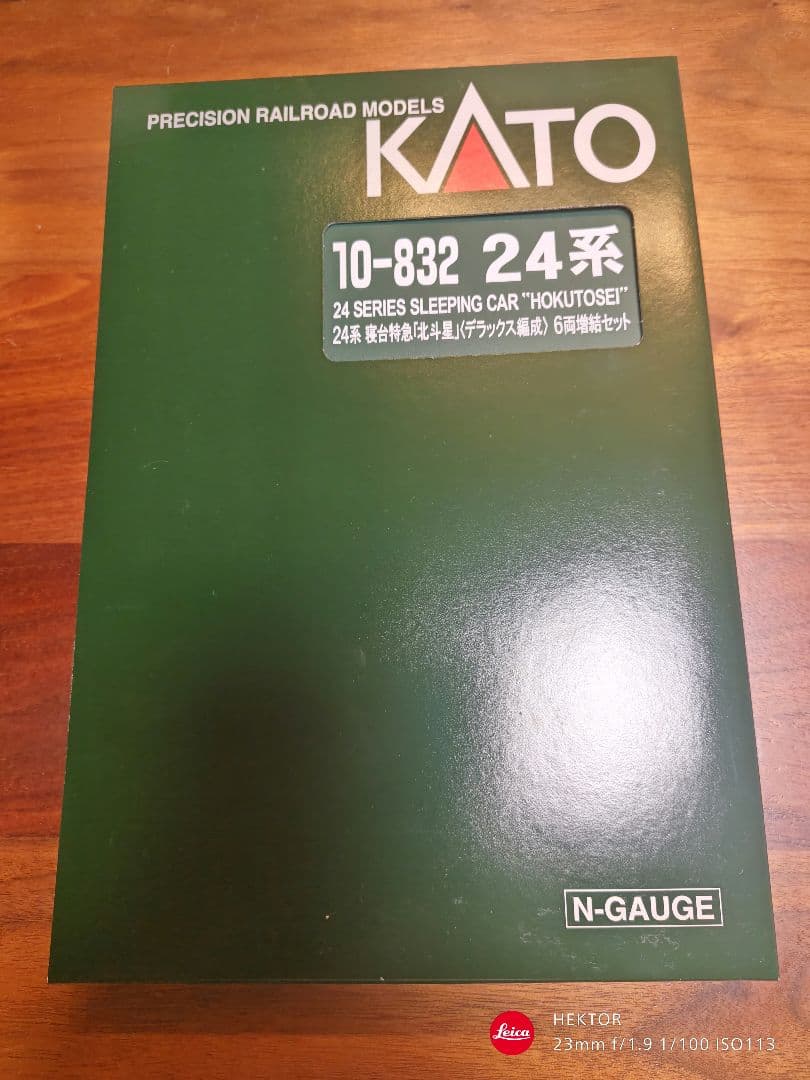 PRECISION RAILROAD MODELS
KATO
10-832 24系
24 SERIES SLEEPING CAR "HOKUTOSEI"
24系 寝台特急「北斗星」〈デラックス編成〉 6両増結セット
N-GAUGE
Leica
HEKTOR
23mm f/1.9 1/100 ISO113